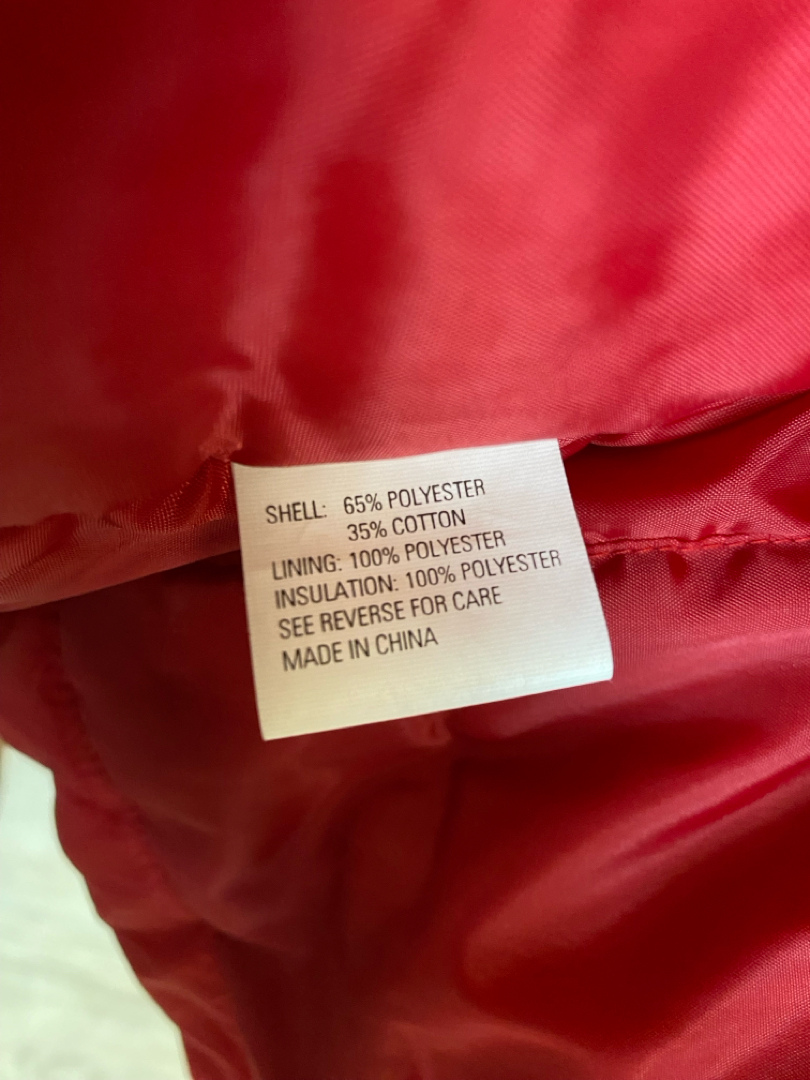 SHELL: 65% POLYESTER
35% COTTON
LINING: 100% POLYESTER
INSULATION: 100% POLYESTER
SEE REVERSE FOR CARE
MADE IN CHINA